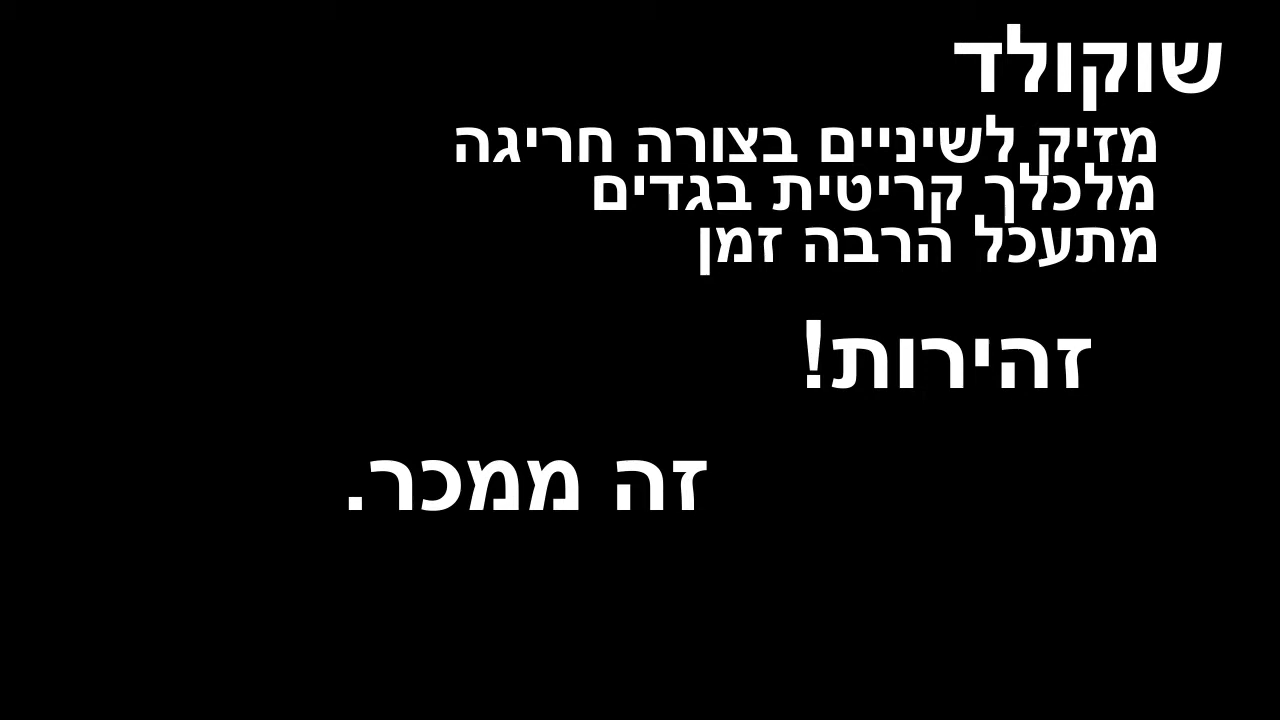 שוקולד
מזיק לשיניים בצורה חריגה
מלכלך קריטית בגדים
מתעכל הרבה זמן
זהירות!
זה ממכר.